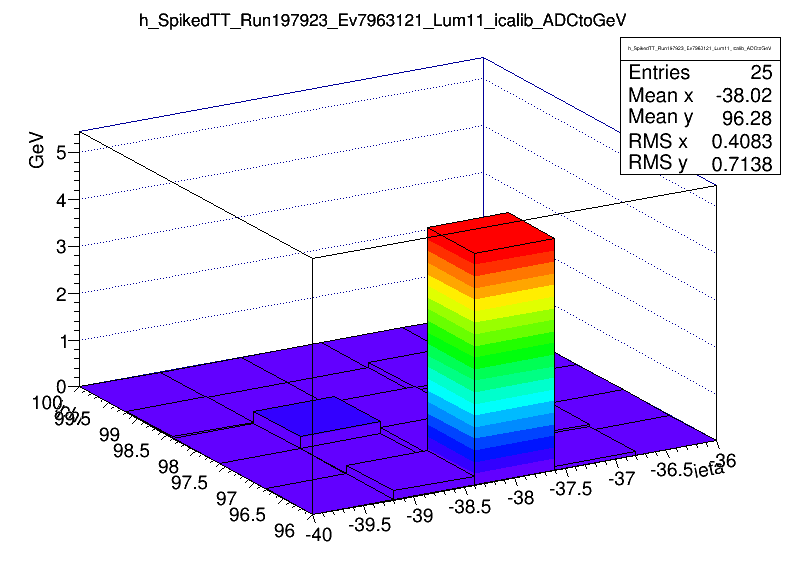 h_SpikedTT_Run197923_Ev7963121_Lum11_icalib_ADCtoGeV
h_SpikedTT_Run197923_Ev7963121_Lum11_icalib_ADCtoGeV
Entries 25
Mean x -38.02
Mean y 96.28
RMS x 0.4083
RMS y 0.7138
GeV
5
4
3
2
1
0
100
99.5
99
98.5
98
97.5
97
96.5
96
-40
-39.5
-39
-38.5
-38
-37.5
-37
-36.5
-36
ieta